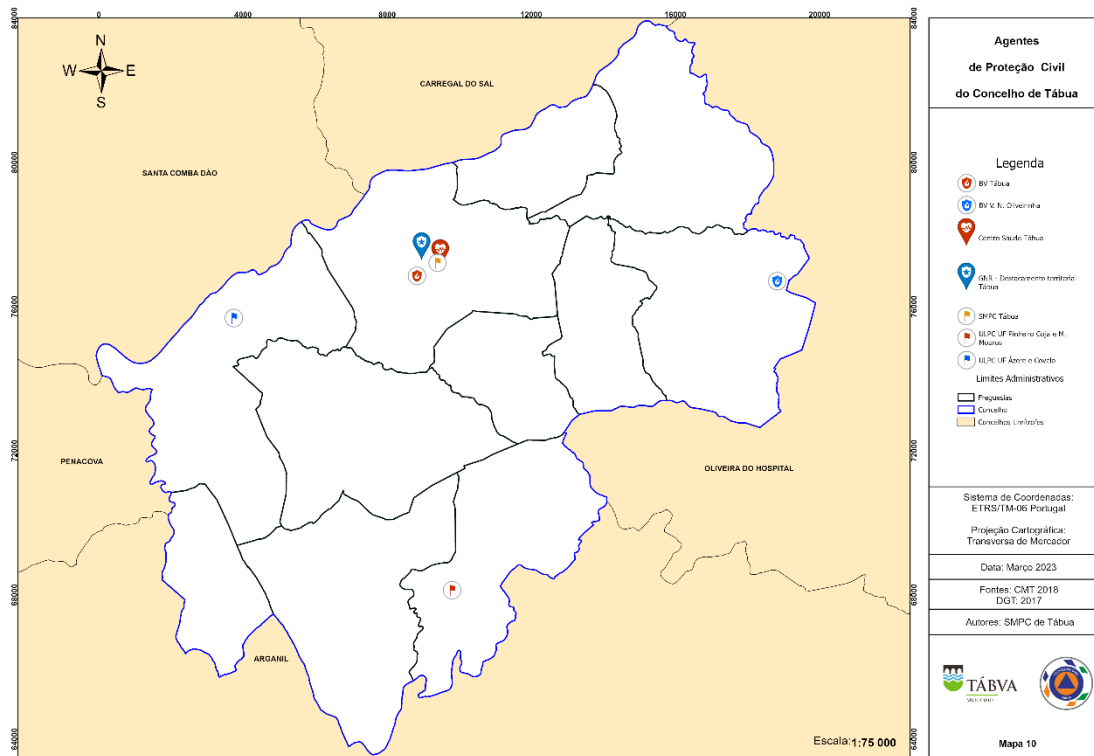 0
4000
8000
12000
16000
20000
84000
84000
N
W
E
S
CARREGAL DO SAL
SANTA COMBA DÃO
80000
80000
76000
76000
72000
72000
PENACOVA
OLIVEIRA DO HOSPITAL
68000
68000
ARGANIL
64000
64000
Escala:1:75 000
Agentes
de Proteção Civil
do Concelho de Tábua
Legenda
BV Tábua
BV V. N. Oliveirinha
Centro Saúde Tábua
GNR - Destacamento territorial
Tábua
SMPC Tábua
ULPC UF Pinheiro Coja e M.
Mouros
ULPC UF Ázere e Covelo
Limites Administrativos
Freguesias
Concelho
Concelhos Limítrofes
Sistema de Coordenadas:
ETRS/TM-06 Portugal
Projeção Cartográfica:
Transversa de Mercador
Data: Março 2023
Fontes: CMT 2018
DGT: 2017
Autores: SMPC de Tábua
TÁBVA
MUNICÍPIO
Mapa 10